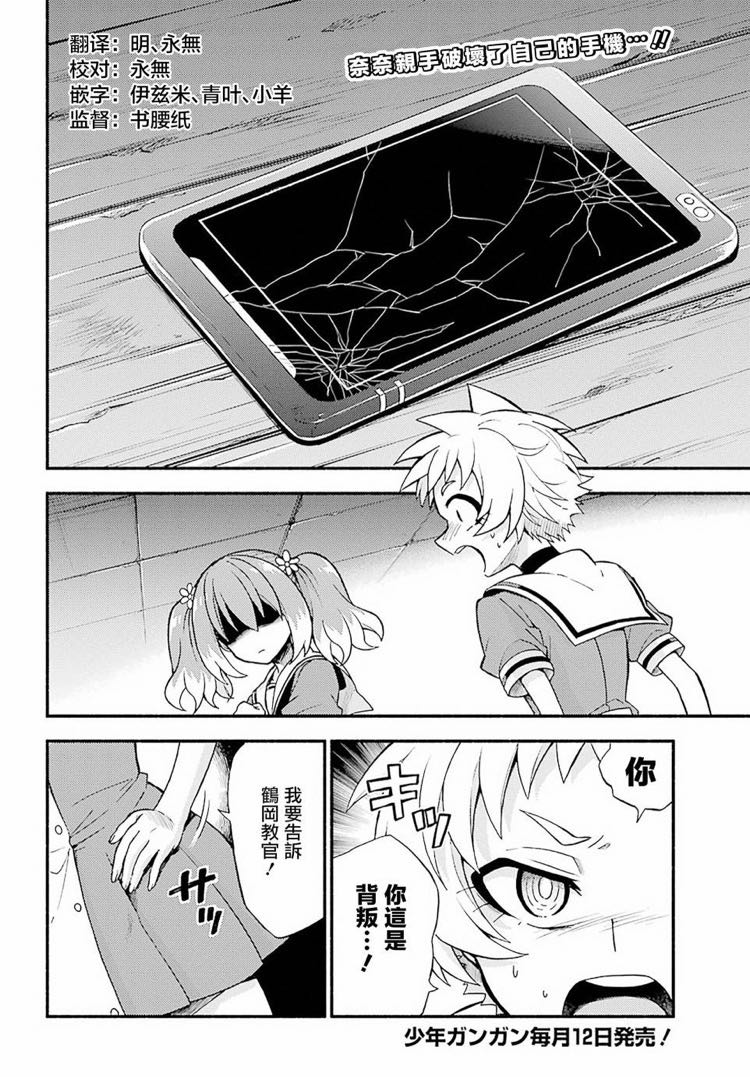 翻译：明、永無
校对：永無
嵌字：伊兹米、青叶、小羊
监督：书腰纸
奈奈親手破壞了自己的手機…!!
你
キッ
你這是
背叛…！
我要告訴
鶴岡教官！
サッ
少年ガンガン毎月12日発売！